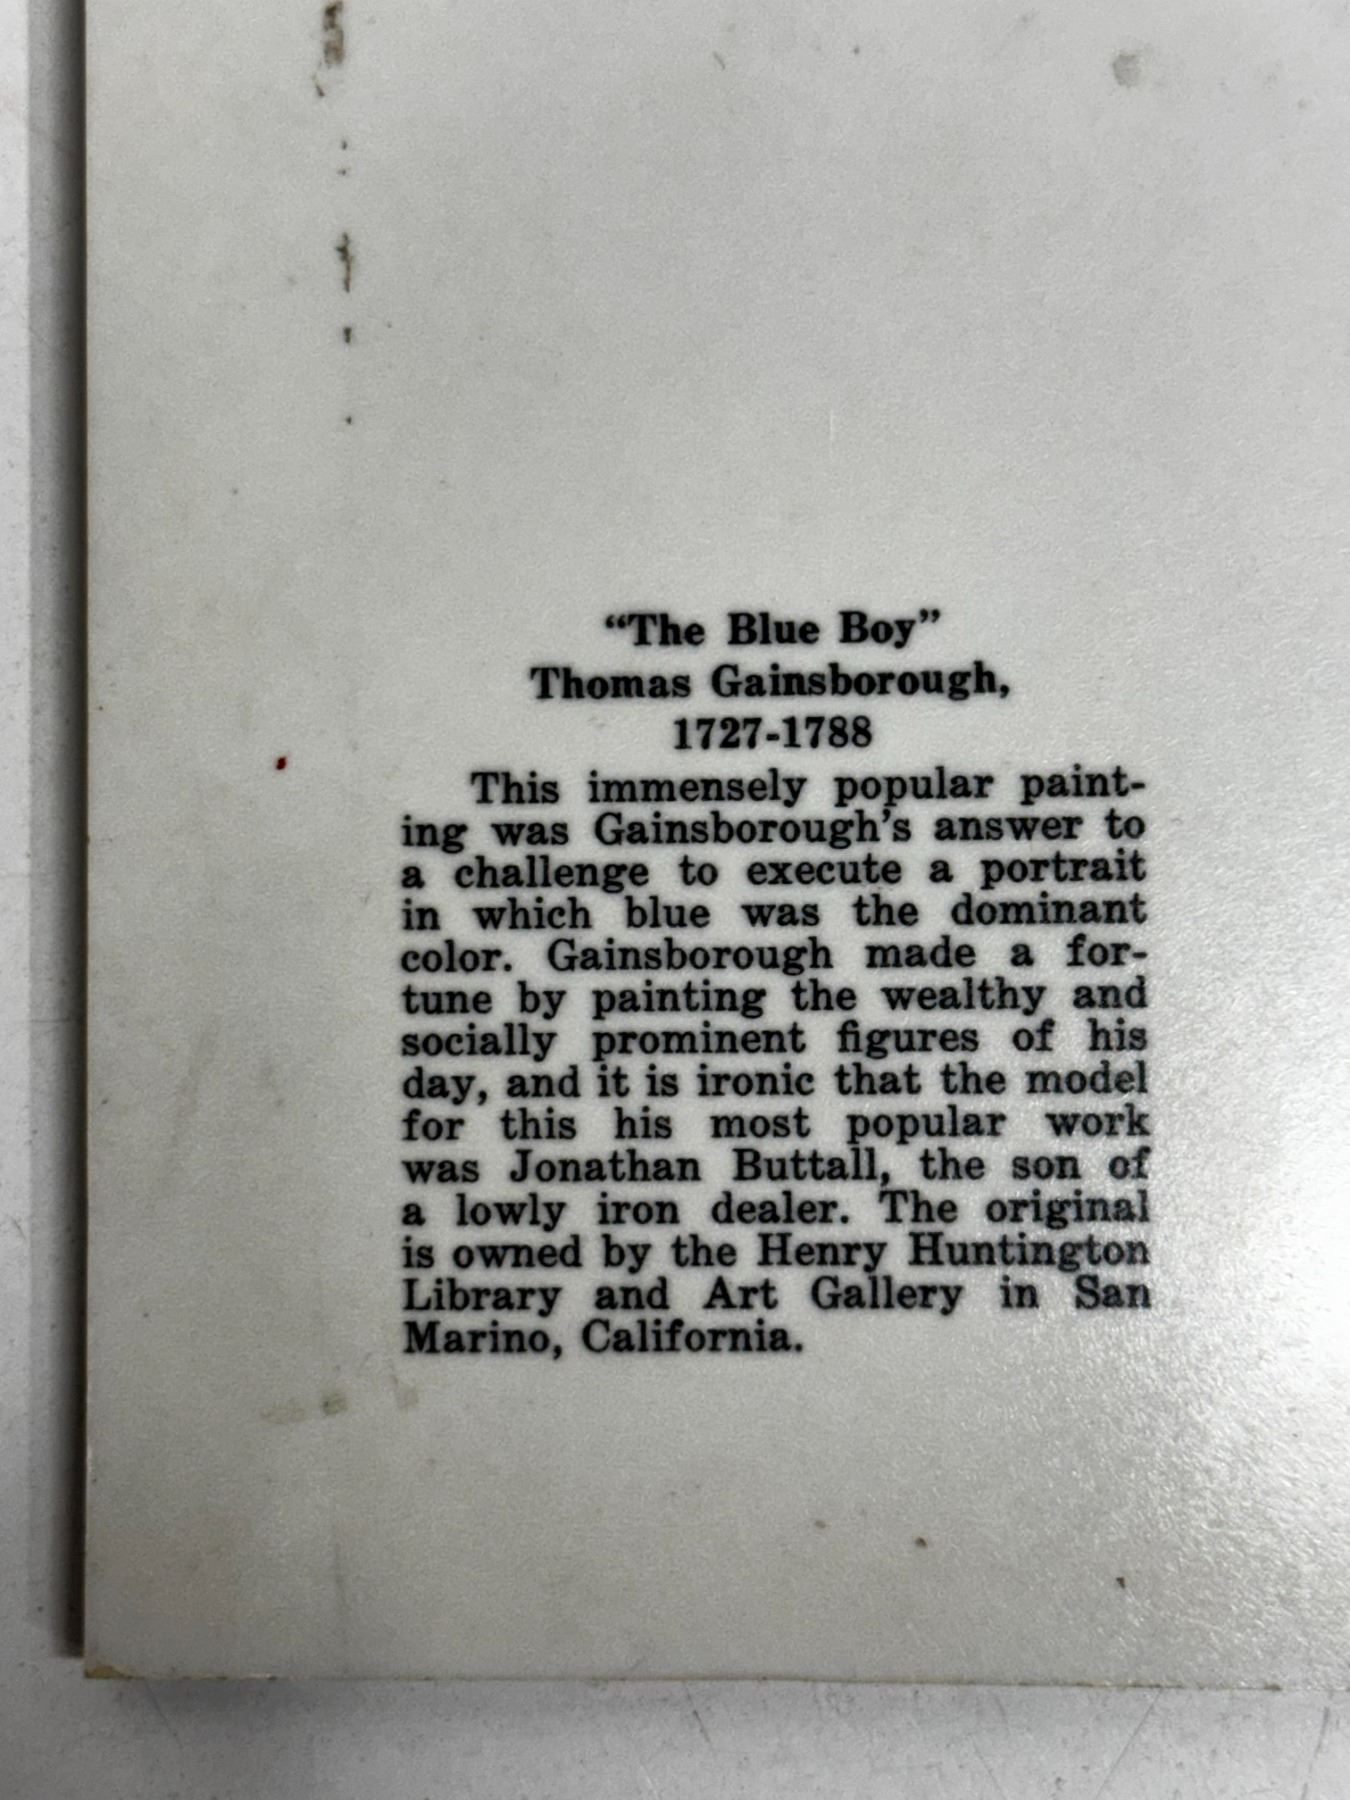 “The Blue Boy”
Thomas Gainsborough,
1727-1788
This immensely popular paint-
ing was Gainsborough’s answer to
a challenge to execute a portrait
in which blue was the dominant
color. Gainsborough made a for-
tune by painting the wealthy and
socially prominent figures of his
day, and it is ironic that the model
for this his most popular work
was Jonathan Buttall, the son of
a lowly iron dealer. The original
is owned by the Henry Huntington
Library and Art Gallery in San
Marino, California.